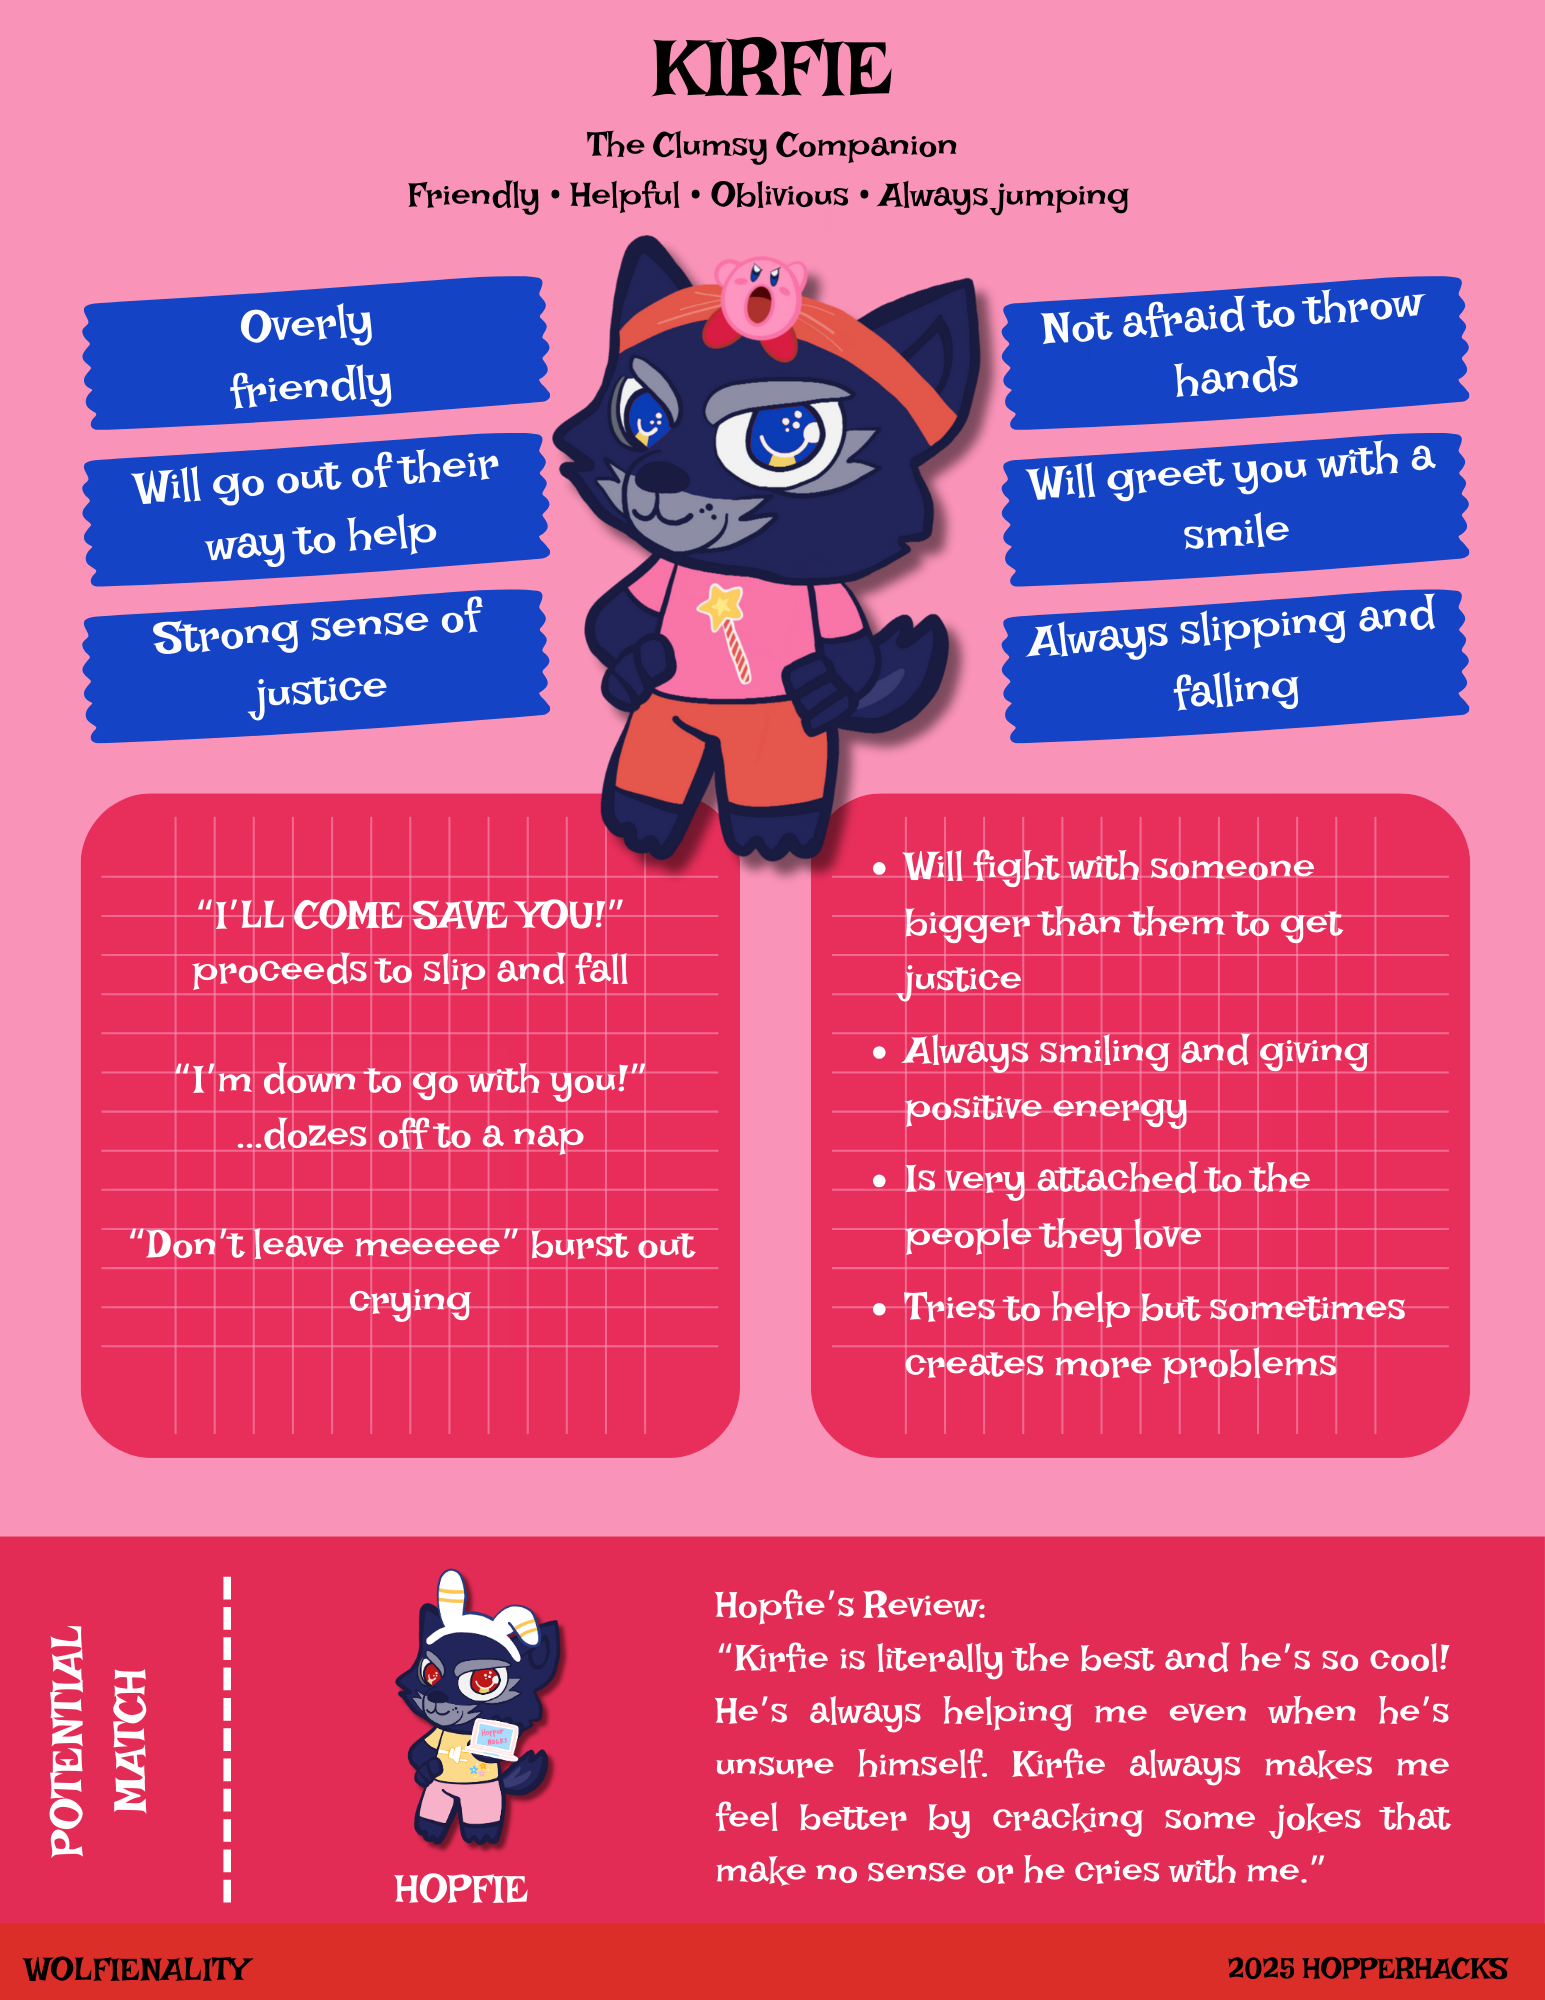 KIRFIE
The Clumsy Companion
Friendly • Helpful • Oblivious • Always jumping
Overly
friendly
Will go out of their
way to help
Strong sense of
justice
Not afraid to throw
hands
Will greet you with a
smile
Always slipping and
falling
“I’LL COME SAVE YOU!”
proceeds to slip and fall
“I’m down to go with you!”
...dozes off to a nap
“Don’t leave meeeee” burst out
crying
• Will fight with someone
bigger than them to get
justice
• Always smiling and giving
positive energy
• Is very attached to the
people they love
• Tries to help but sometimes
creates more problems
POTENTIAL
MATCH
Hopper
Hacks
HOPFIE
Hopfie’s Review:
“Kirfie is literally the best and he’s so cool!
He’s always helping me even when he’s
unsure himself. Kirfie always makes me
feel better by cracking some jokes that
make no sense or he cries with me.”
WOLFIENALITY
2025 HOPPERHACKS